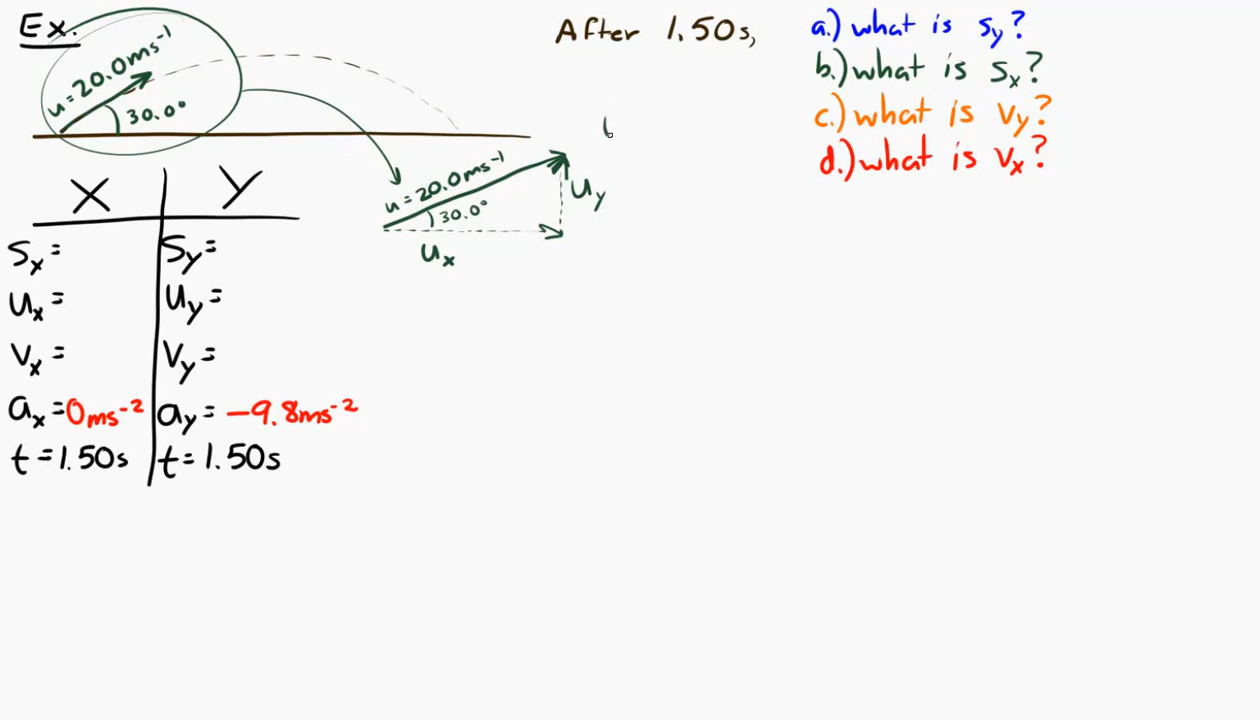 Ex.
u = 20.0ms⁻¹
30.0°
After 1.50s,
a.) what is sy?
b.) what is sx?
c.) what is vy?
d.) what is vx?
u = 20.0ms⁻¹
30.0°
uy
ux
X Y
sx= sy=
ux= uy=
vx= vy=
ax=0ms⁻² ay= -9.8ms⁻²
t=1.50s t=1.50s